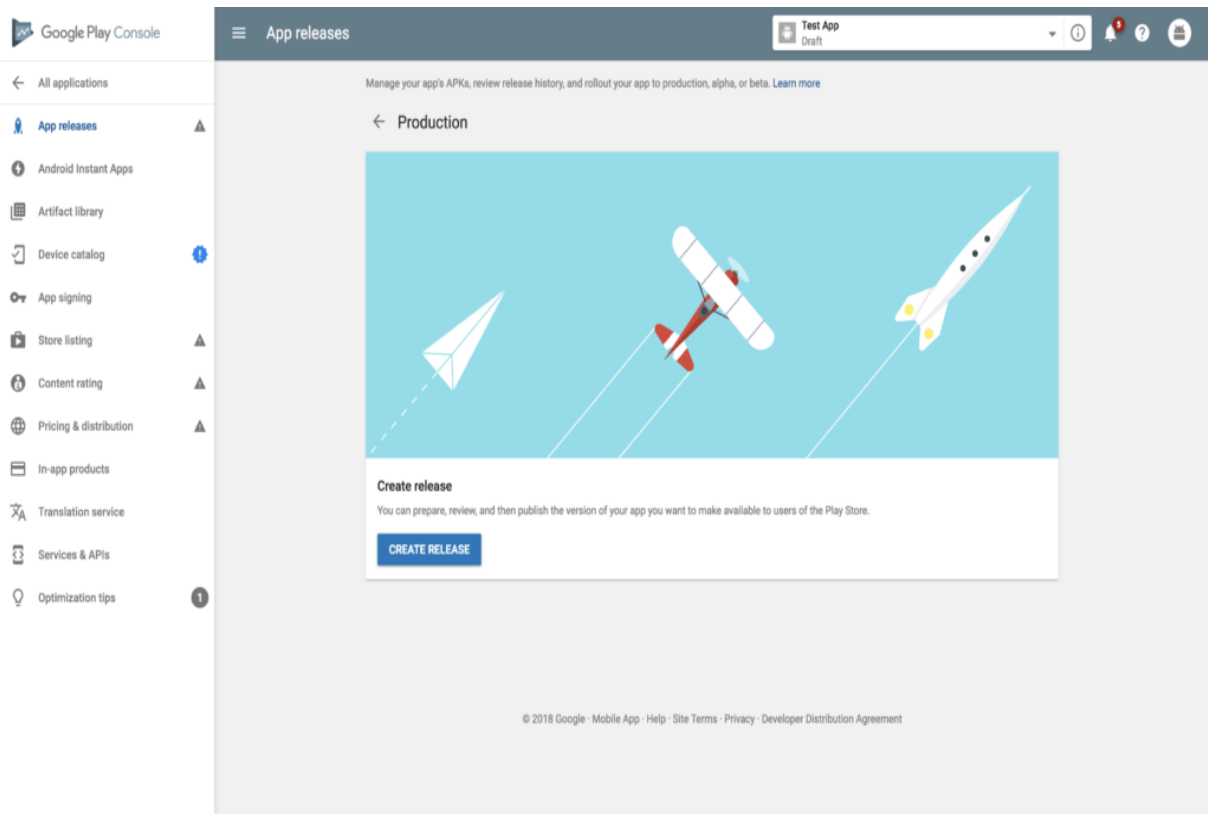 Google Play Console
App releases
Test App
Draft
5
All applications
App releases
Android Instant Apps
Artifact library
Device catalog
App signing
Store listing
Content rating
Pricing & distribution
In-app products
Translation service
Services & APIs
Optimization tips
1
Manage your app's APKs, review release history, and rollout your app to production, alpha, or beta. Learn more
Production
Create release
You can prepare, review, and then publish the version of your app you want to make available to users of the Play Store.
CREATE RELEASE
© 2018 Google · Mobile App · Help · Site Terms · Privacy · Developer Distribution Agreement